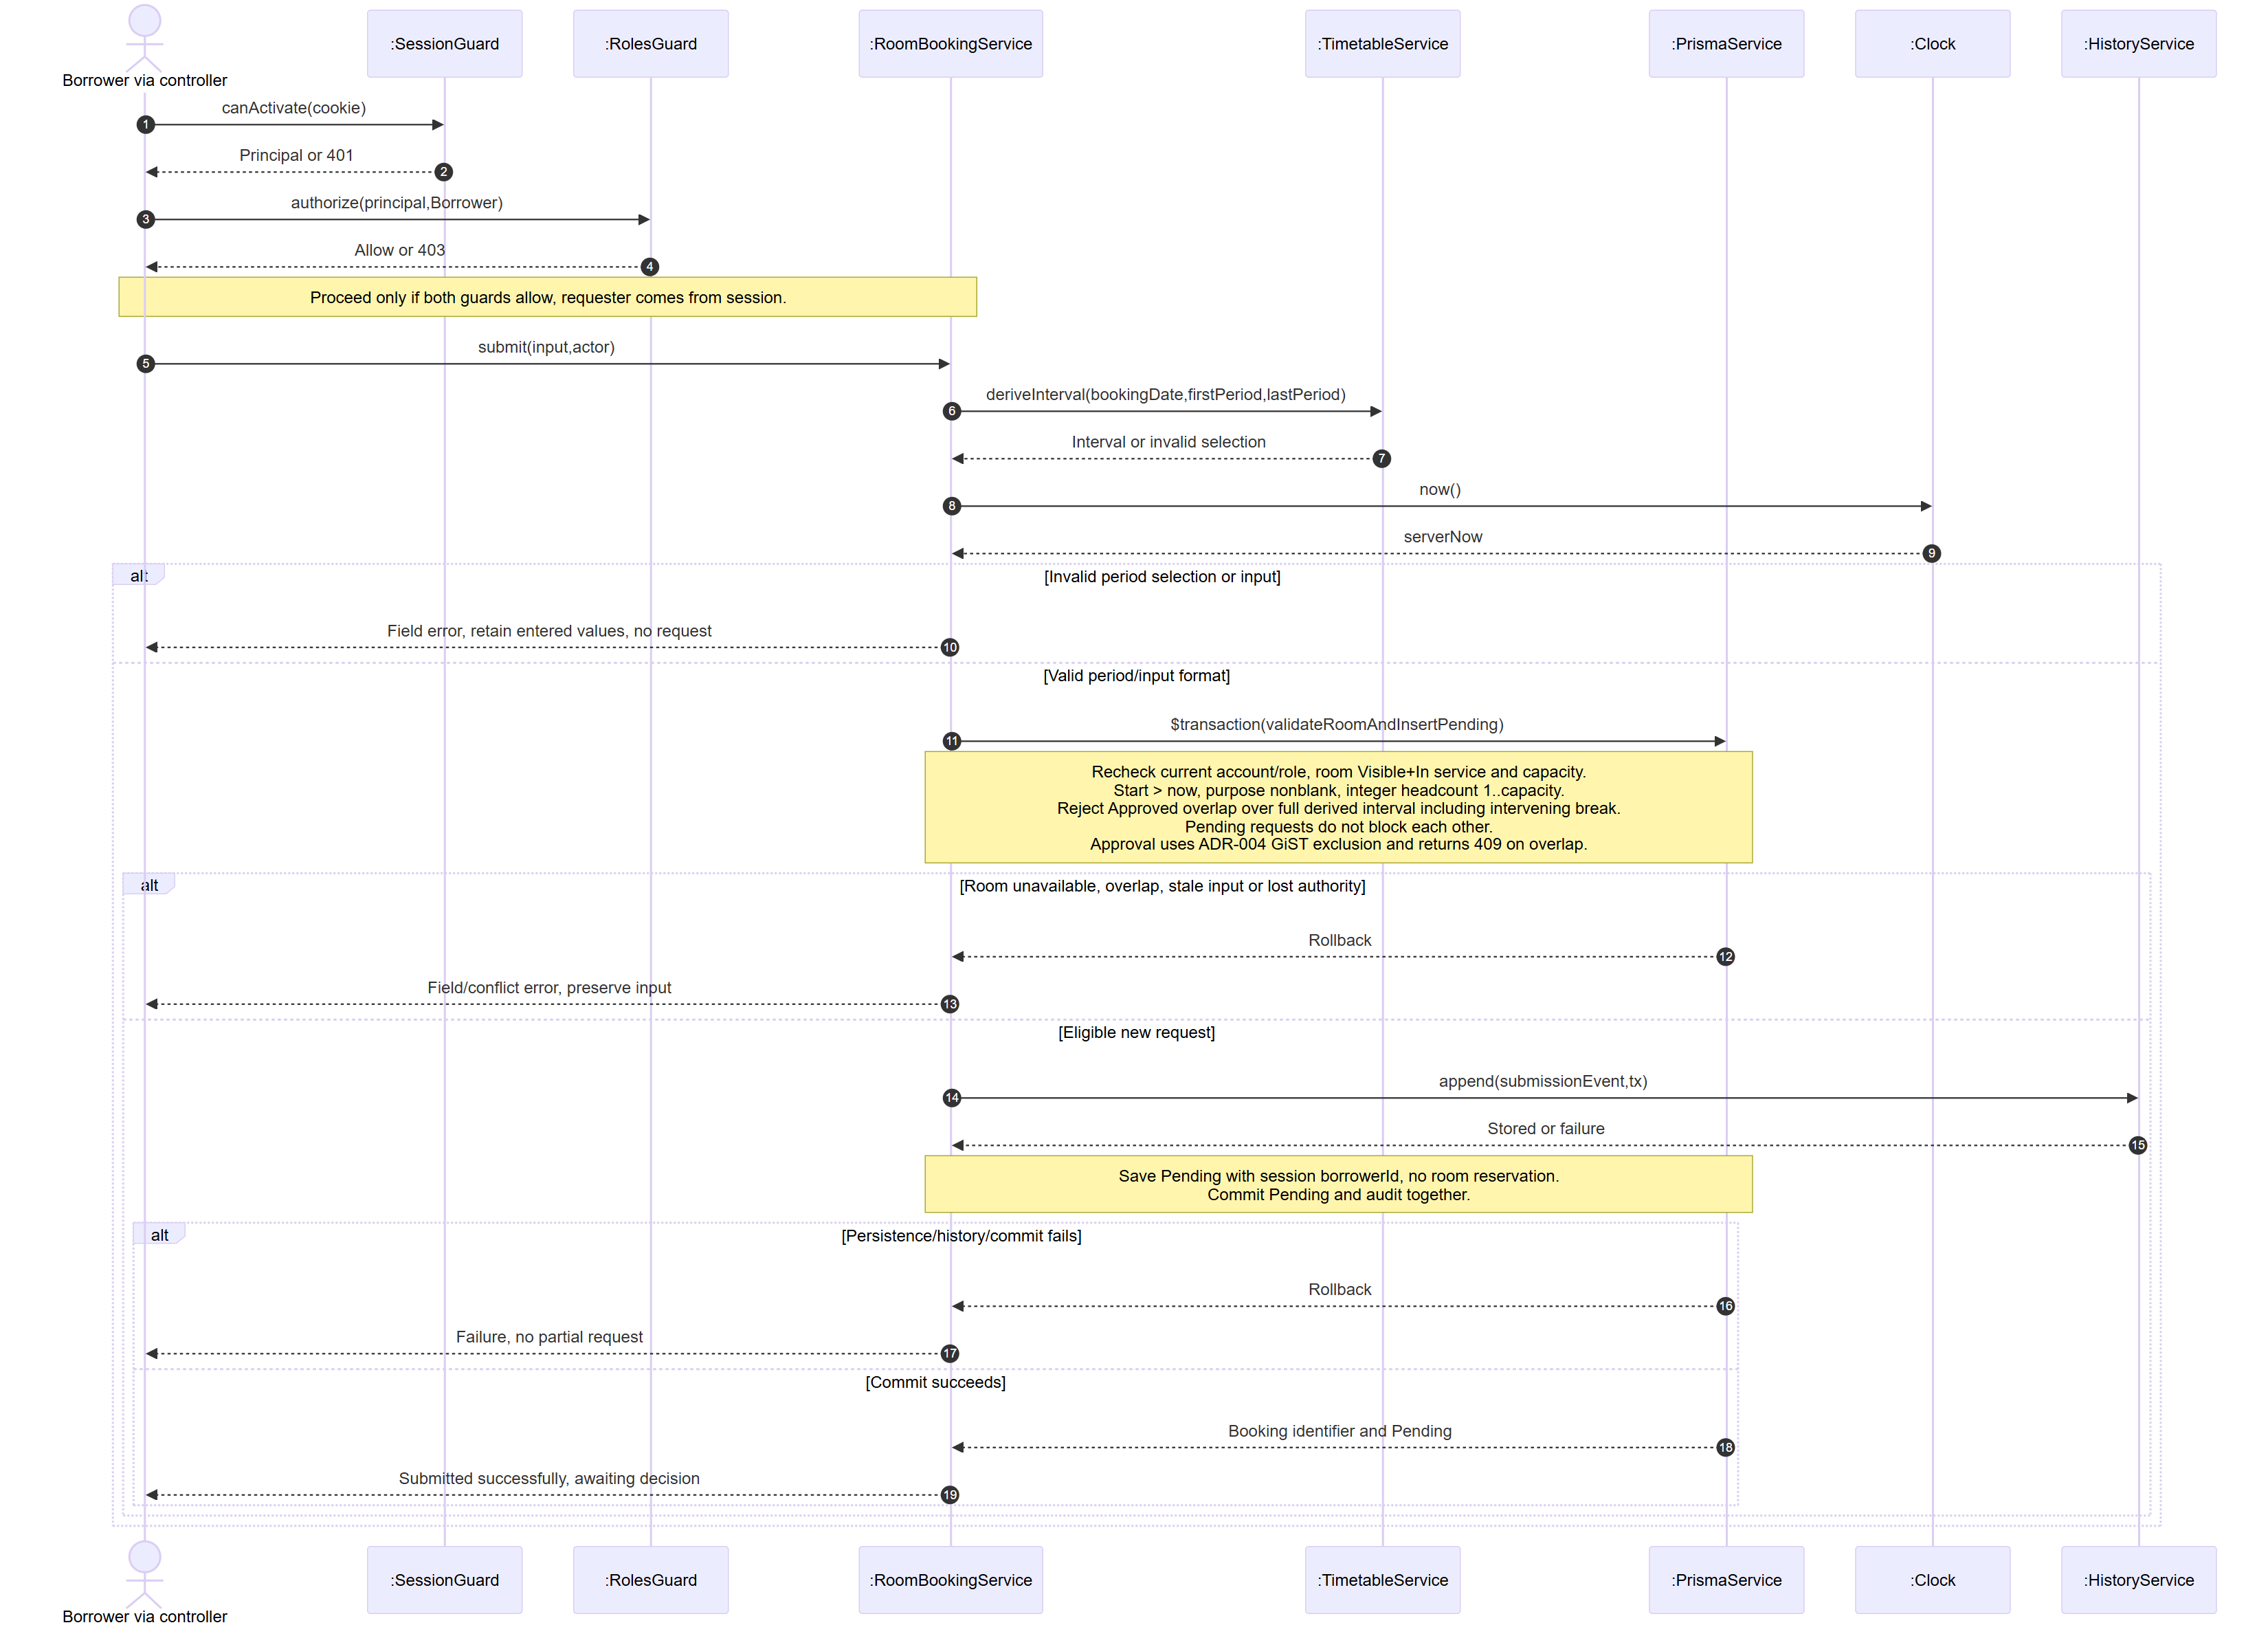 :SessionGuard
:RolesGuard
:RoomBookingService
:TimetableService
:PrismaService
:Clock
:HistoryService
Borrower via controller
canActivate(cookie)
1
Principal or 401
2
authorize(principal,Borrower)
3
Allow or 403
4
Proceed only if both guards allow, requester comes from session.
submit(input,actor)
5
deriveInterval(bookingDate,firstPeriod,lastPeriod)
6
Interval or invalid selection
7
now()
8
serverNow
9
alt
[Invalid period selection or input]
Field error, retain entered values, no request
10
[Valid period/input format]
$transaction(validateRoomAndInsertPending)
11
Recheck current account/role, room Visible+In service and capacity.
Start > now, purpose nonblank, integer headcount 1..capacity.
Reject Approved overlap over full derived interval including intervening break.
Pending requests do not block each other.
Approval uses ADR-004 GiST exclusion and returns 409 on overlap.
alt
[Room unavailable, overlap, stale input or lost authority]
Rollback
12
Field/conflict error, preserve input
13
[Eligible new request]
append(submissionEvent,tx)
14
Stored or failure
15
Save Pending with session borrowerId, no room reservation.
Commit Pending and audit together.
alt
[Persistence/history/commit fails]
Rollback
16
Failure, no partial request
17
[Commit succeeds]
Booking identifier and Pending
18
Submitted successfully, awaiting decision
19
:SessionGuard
:RolesGuard
:RoomBookingService
:TimetableService
:PrismaService
:Clock
:HistoryService
Borrower via controller